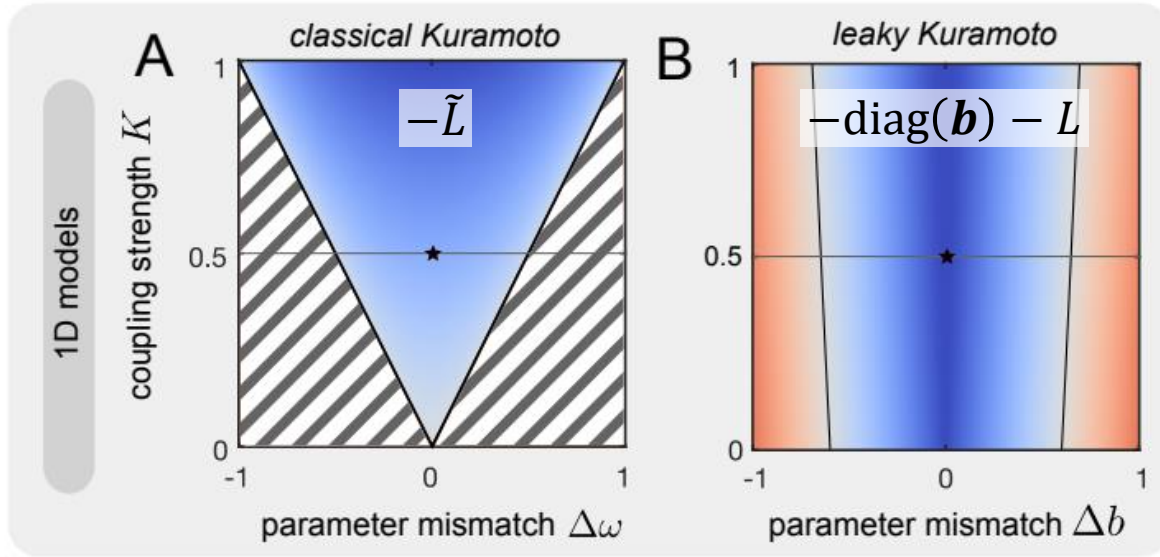 1D models
A
classical Kuramoto
coupling strength K
1
0.5
0
-L̃
-1
0
1
parameter mismatch Δω
B
leaky Kuramoto
1
0.5
0
-diag(b) - L
-1
0
1
parameter mismatch Δb